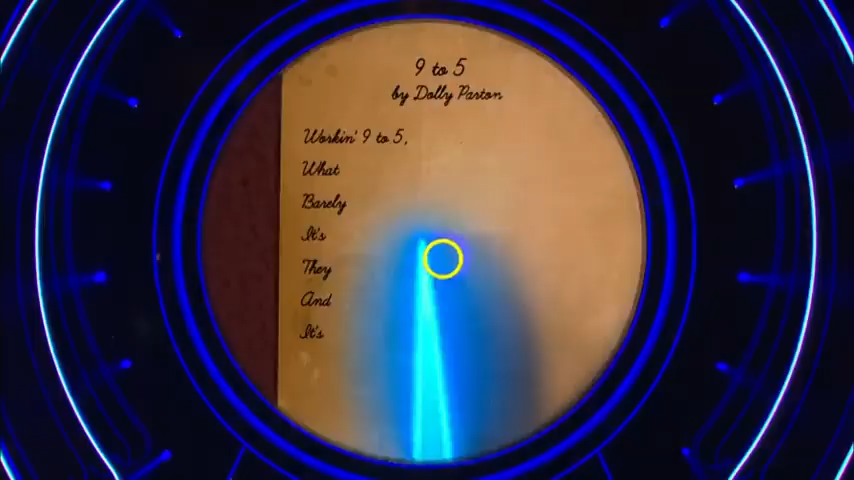 9 to 5
by Dolly Parton
Workin' 9 to 5,
What
Barely
It's
They
And
It's